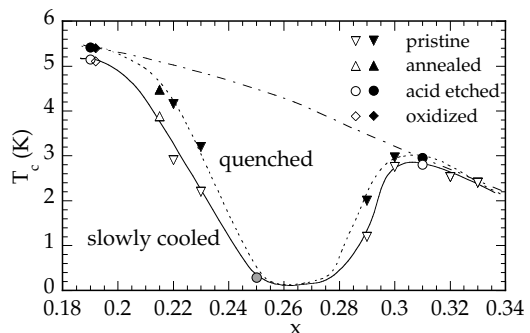 6
5
4
3
2
1
0
T_c (K)
pristine
annealed
acid etched
oxidized
quenched
slowly cooled
0.18 0.2 0.22 0.24 0.26 0.28 0.3 0.32 0.34
x